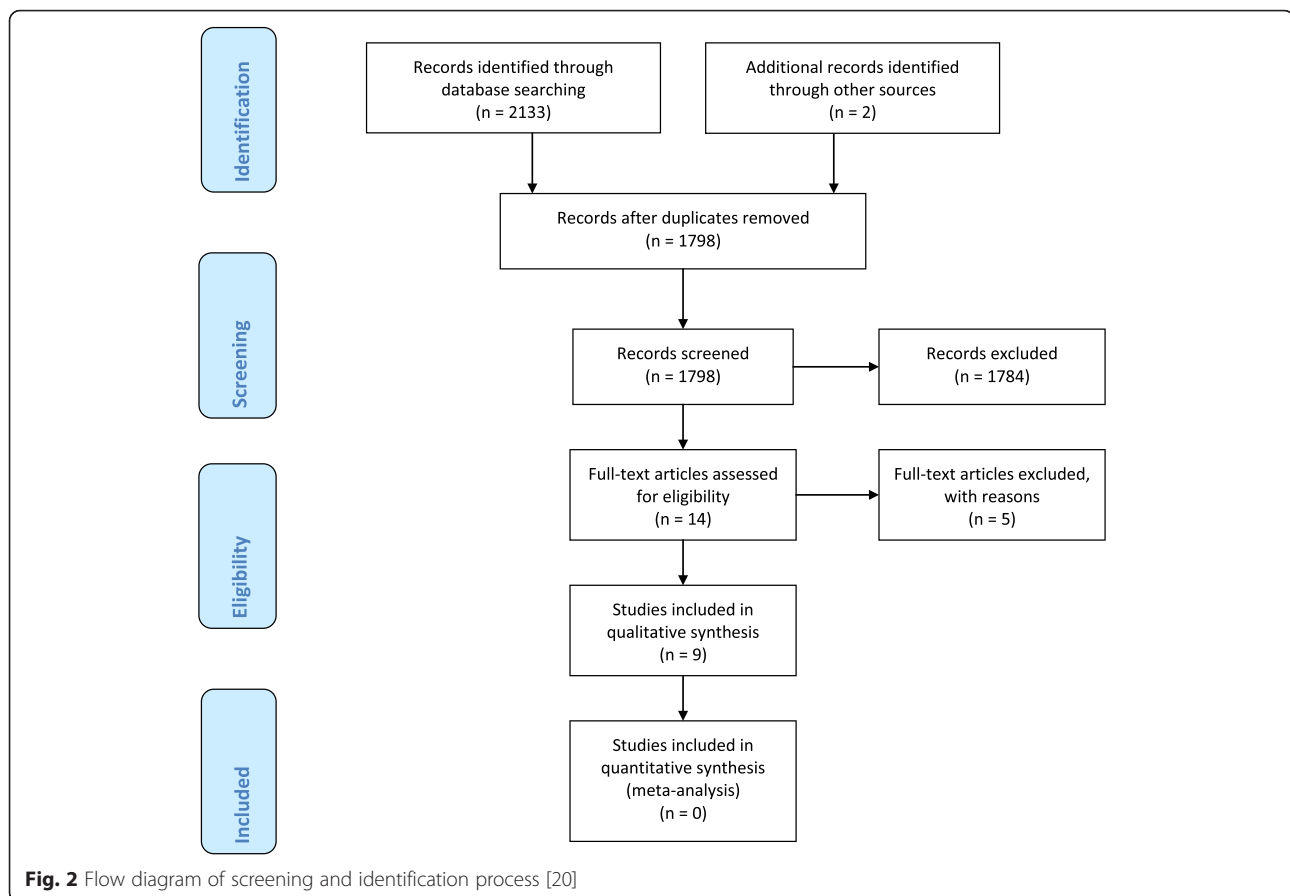 Identification
Records identified through
database searching
(n = 2133)
Additional records identified
through other sources
(n = 2)
Records after duplicates removed
(n = 1798)
Screening
Records screened
(n = 1798)
Records excluded
(n = 1784)
Eligibility
Full-text articles assessed
for eligibility
(n = 14)
Full-text articles excluded,
with reasons
(n = 5)
Studies included in
qualitative synthesis
(n = 9)
Included
Studies included in
quantitative synthesis
(meta-analysis)
(n = 0)
Fig. 2 Flow diagram of screening and identification process [20]